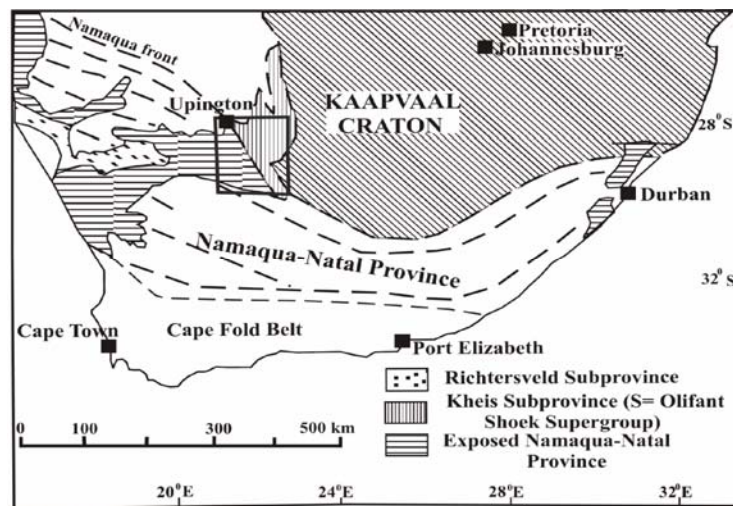 Namaqua front
Pretoria
Johannesburg
Upington
KAAPVAAL
CRATON
28°S
Durban
Namaqua-Natal Province
32°S
Cape Town
Cape Fold Belt
Port Elizabeth
Richtersveld Subprovince
Kheis Subprovince (S= Olifant
Shoek Supergroup)
Exposed Namaqua-Natal
Province
0 100 300 500 km
20°E 24°E 28°E 32°E